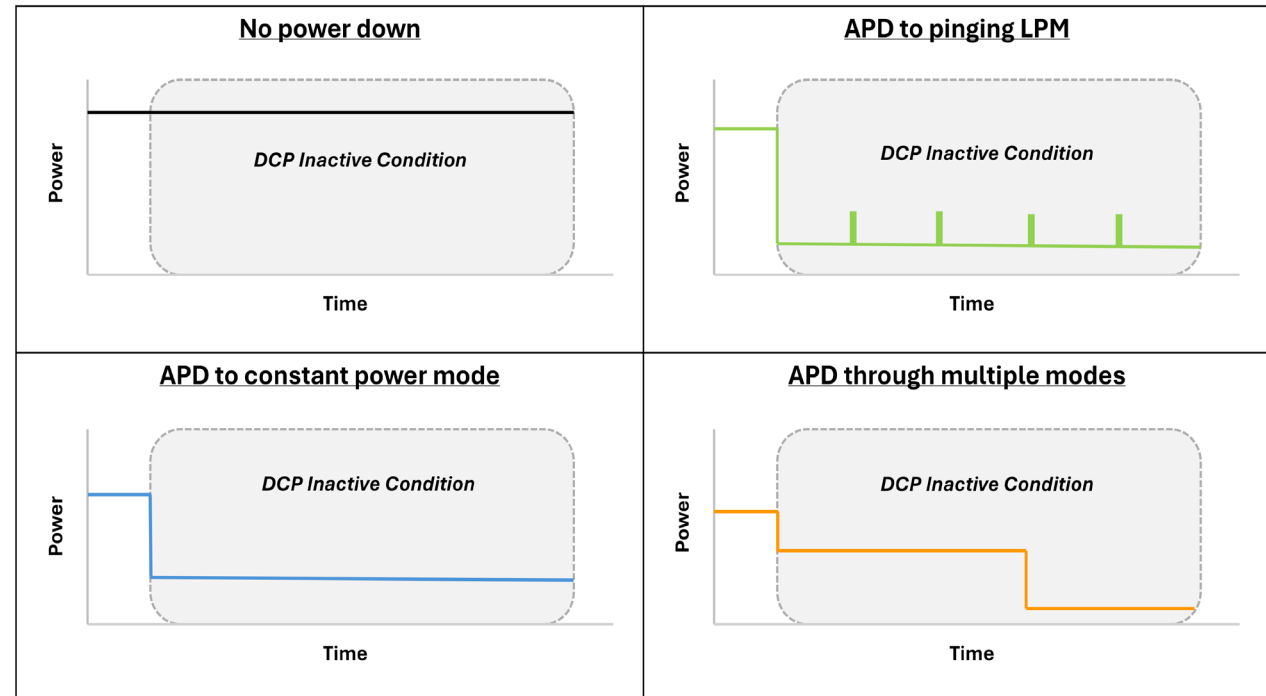 No power down
Power
DCP Inactive Condition
Time
APD to pinging LPM
Power
DCP Inactive Condition
Time
APD to constant power mode
Power
DCP Inactive Condition
Time
APD through multiple modes
Power
DCP Inactive Condition
Time